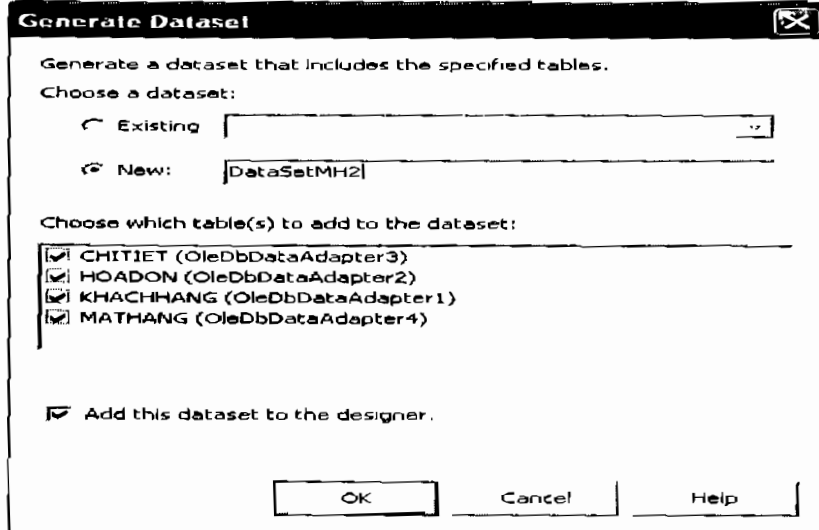 Generate Dataset
Generate a dataset that includes the specified tables.
Choose a dataset:
Existing
New: DataSetMH2
Choose which table(s) to add to the dataset:
CHITIET (OleDbDataAdapter3)
HOADON (OleDbDataAdapter2)
KHACHHANG (OleDbDataAdapter1)
MATHANG (OleDbDataAdapter4)
Add this dataset to the designer.
OK Cancel Help